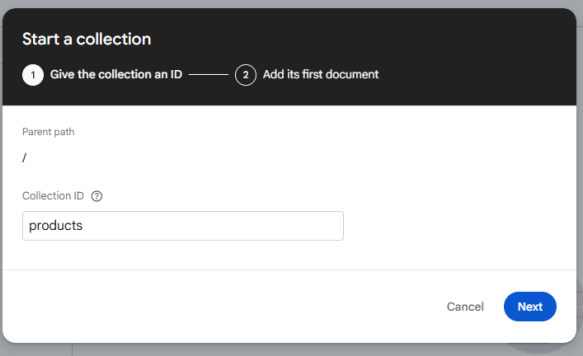 Start a collection
1 Give the collection an ID 2 Add its first document
Parent path
/
Collection ID ?
products
Cancel Next